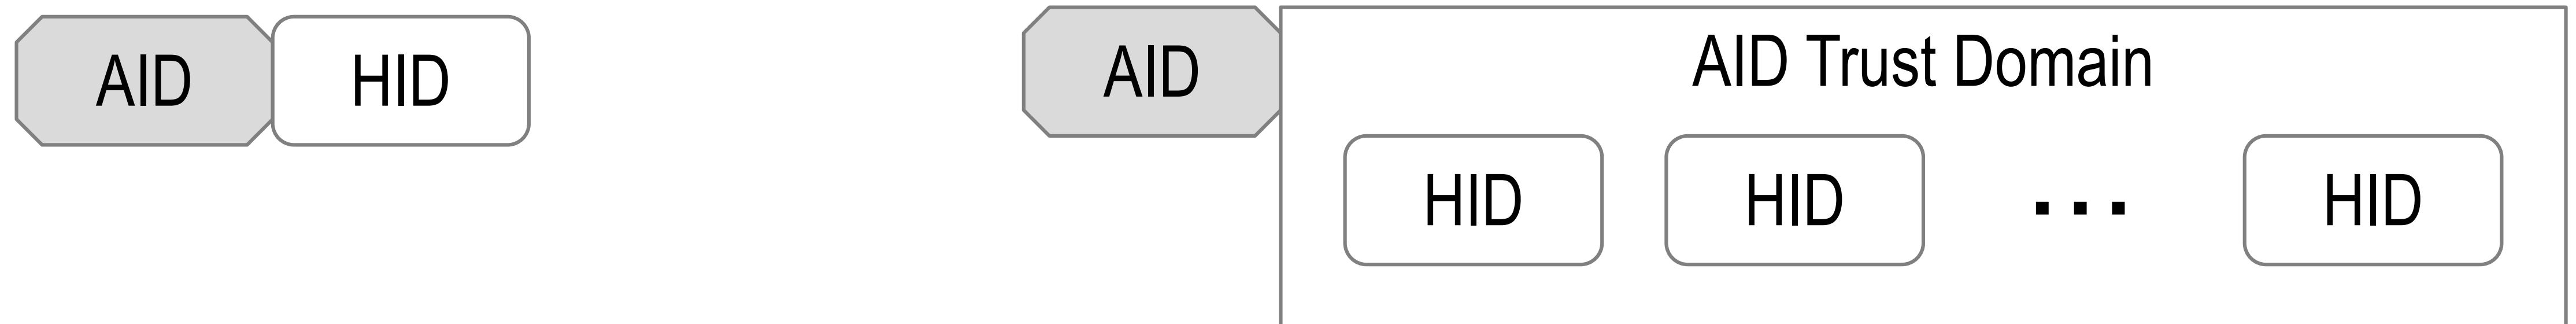 AID HID
AID
AID Trust Domain
HID HID ... HID